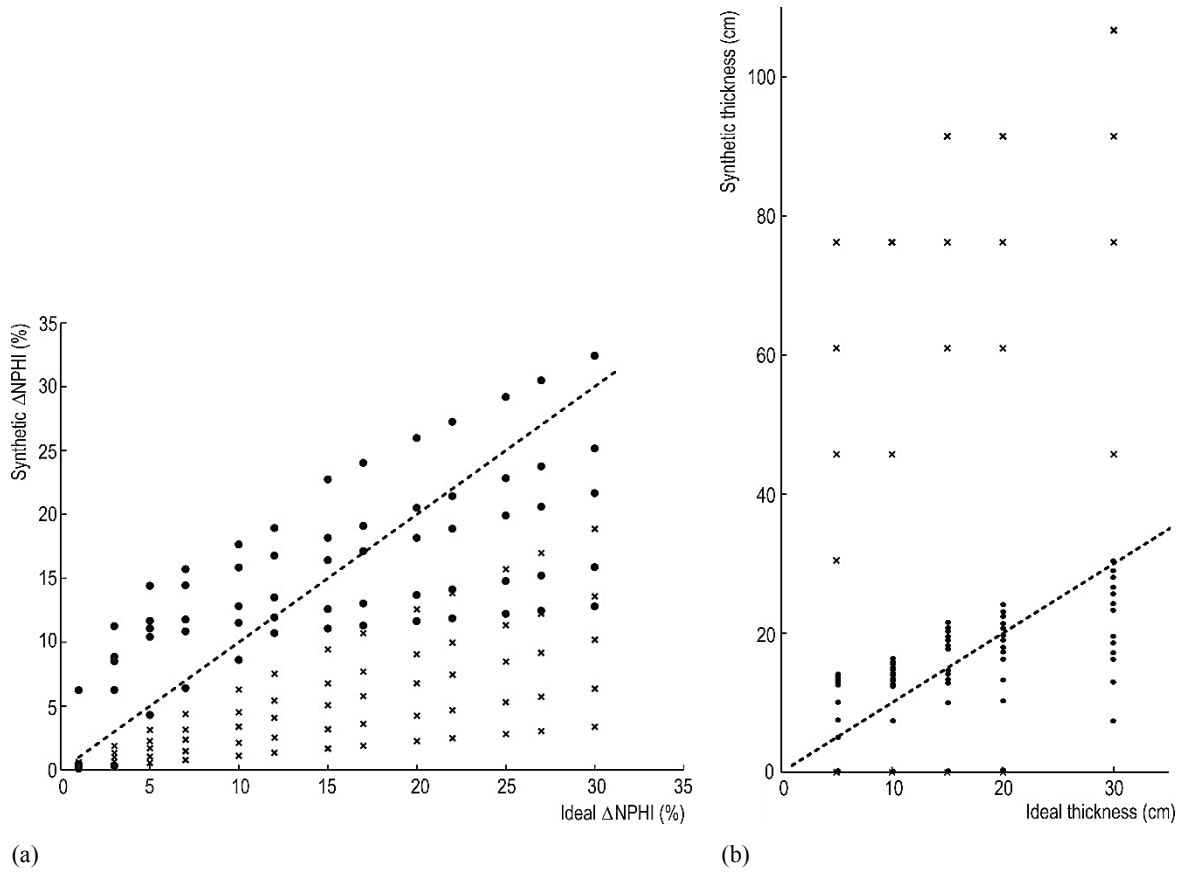 Synthetic ΔNPHI (%)
35
30
25
20
15
10
5
0
0 5 10 15 20 25 30 35
Ideal ΔNPHI (%)
(a)
Synthetic thickness (cm)
100
80
60
40
20
0
0 10 20 30
Ideal thickness (cm)
(b)